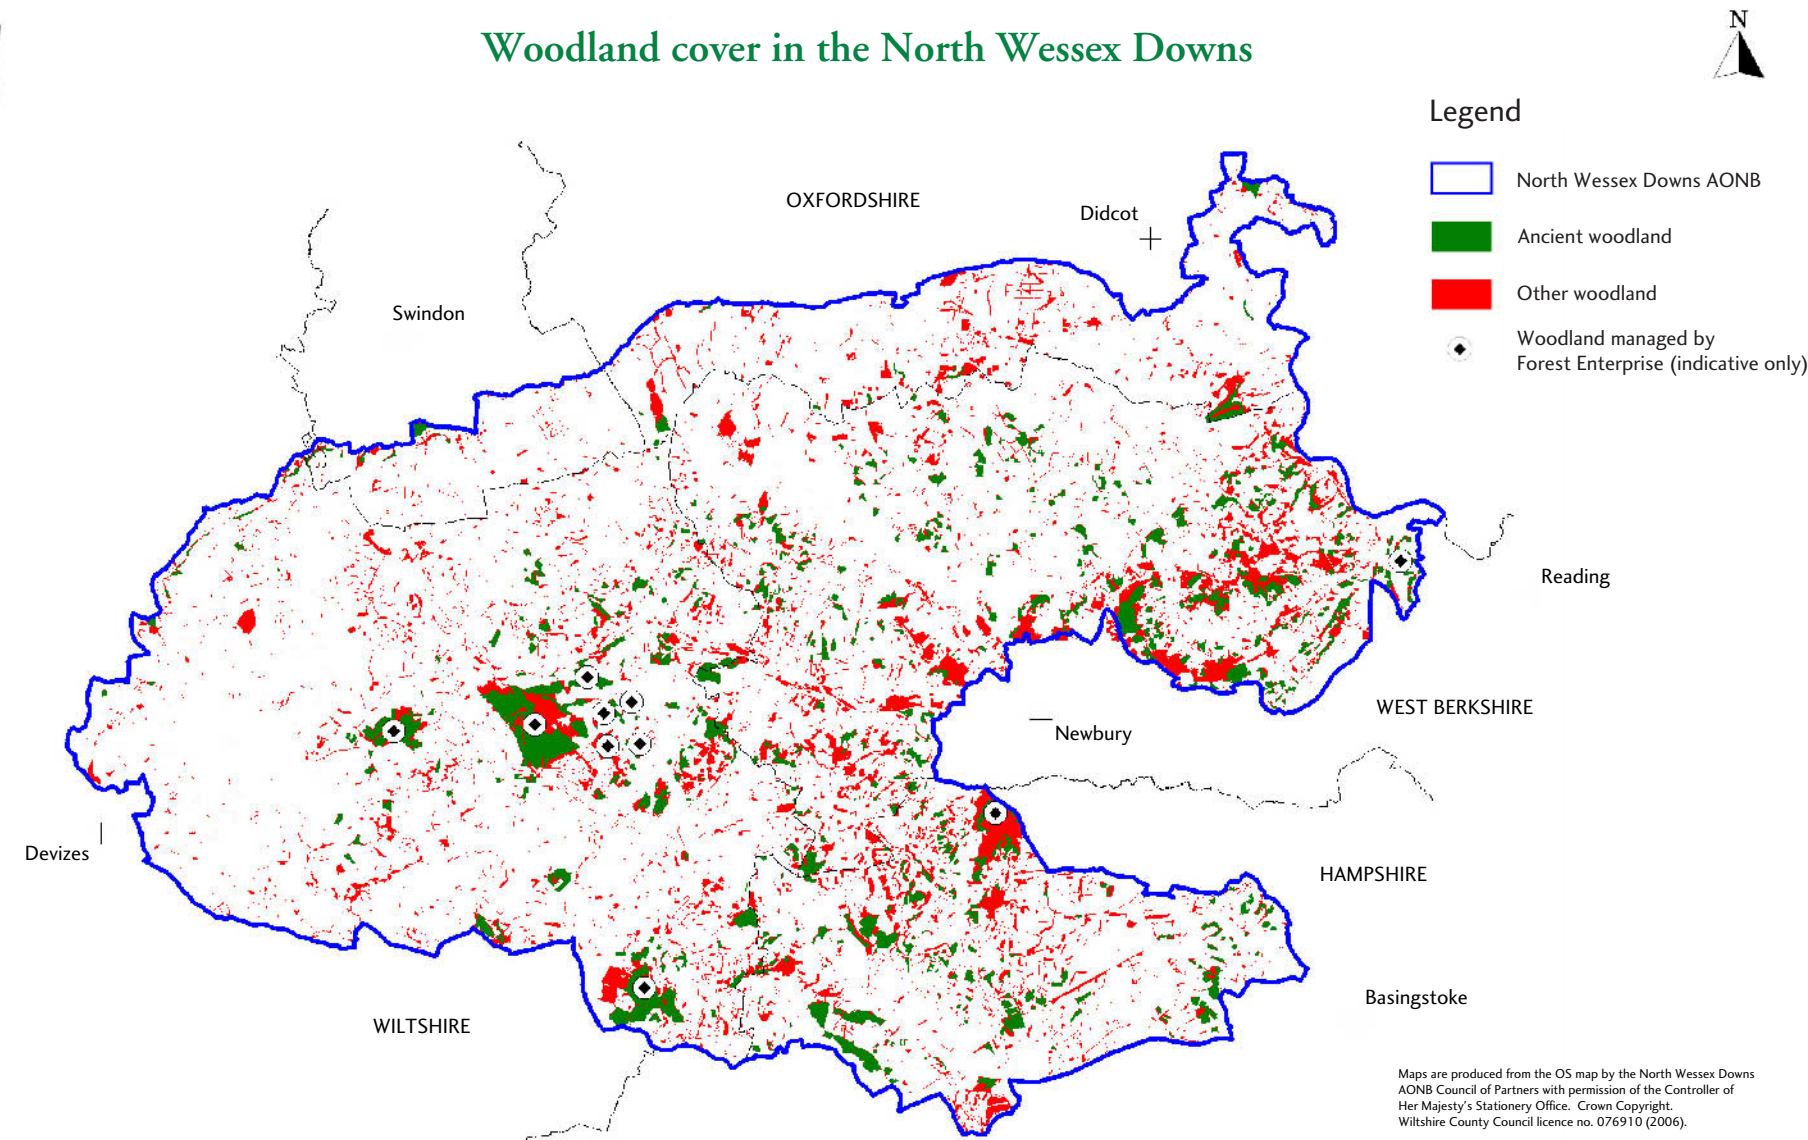 Woodland cover in the North Wessex Downs
N
Legend
North Wessex Downs AONB
Ancient woodland
Other woodland
Woodland managed by
Forest Enterprise (indicative only)
OXFORDSHIRE
Didcot
Swindon
Reading
WEST BERKSHIRE
Newbury
Devizes
HAMPSHIRE
Basingstoke
WILTSHIRE
Maps are produced from the OS map by the North Wessex Downs
AONB Council of Partners with permission of the Controller of
Her Majesty's Stationery Office.  Crown Copyright.
Wiltshire County Council licence no. 076910 (2006).